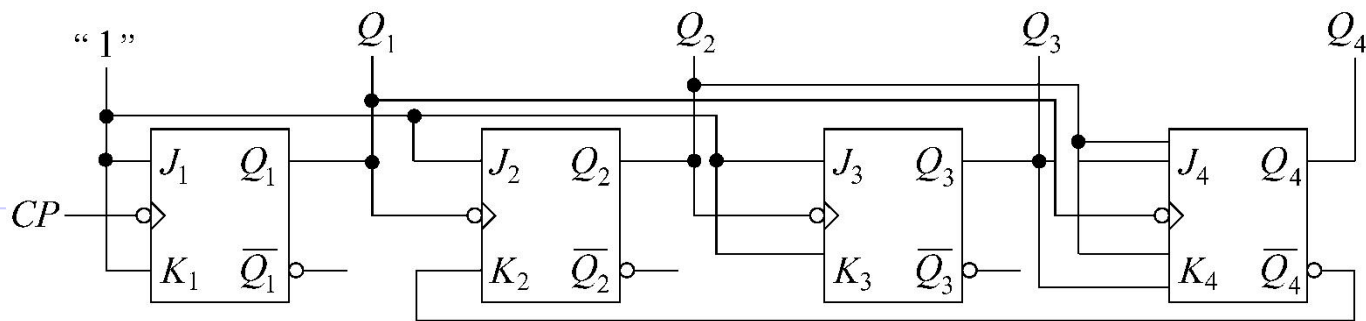 “1” Q₁ Q₂ Q₃ Q₄
J₁ Q₁ J₂ Q₂ J₃ Q₃ J₄ Q₄
CP
K₁ Q̅₁ K₂ Q̅₂ K₃ Q̅₃ K₄ Q̅₄